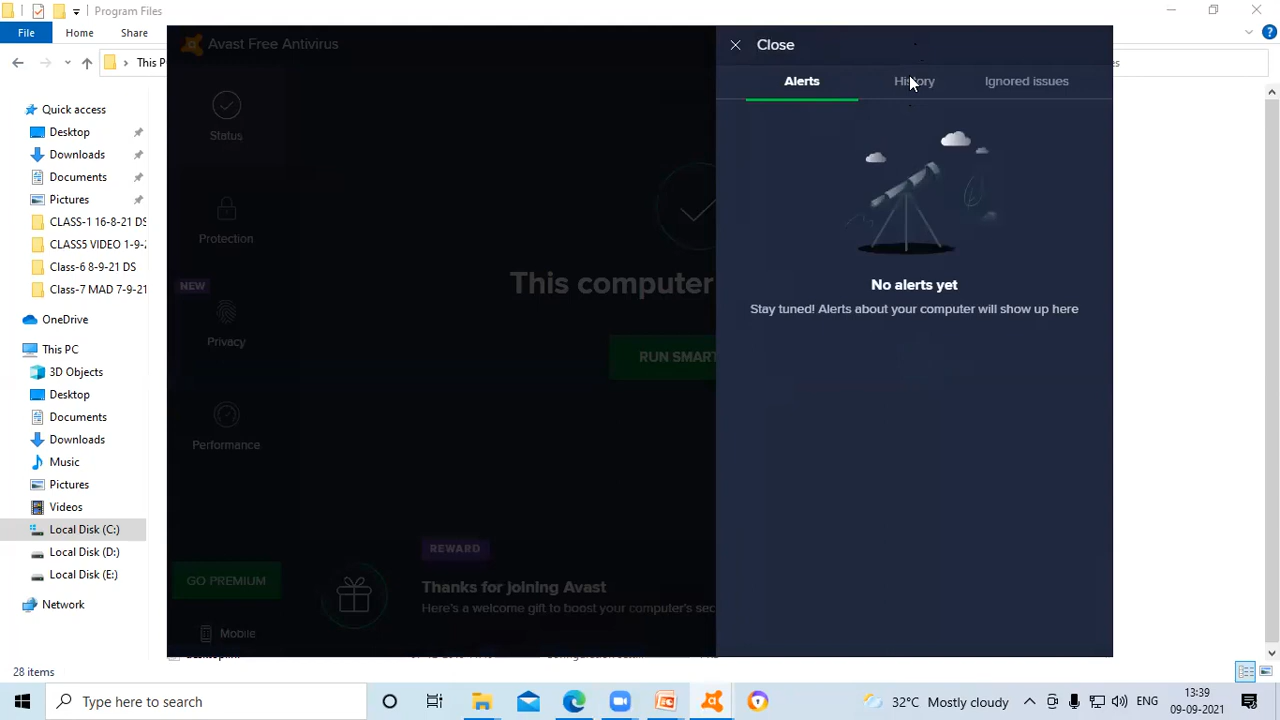 Program Files
File
Home
Share
This P
es
Quick access
Desktop
Downloads
Documents
Pictures
CLASS-1 16-8-21 DS
CLASS5 VIDEO 1-9-2
Class-6 8-9-21 DS
Class-7 MAD 7-9-21
OneDrive
This PC
3D Objects
Desktop
Documents
Downloads
Music
Pictures
Videos
Local Disk (C:)
Local Disk (D:)
Local Disk (E:)
Network
28 items
Avast Free Antivirus
Status
Protection
NEW
Privacy
Performance
GO PREMIUM
Mobile
This computer
RUN SMART
REWARD
Thanks for joining Avast
Here's a welcome gift to boost your computer's sec
Close
Alerts
History
Ignored issues
No alerts yet
Stay tuned! Alerts about your computer will show up here
Type here to search
32°C Mostly cloudy
ENG
13:39
09-09-2021